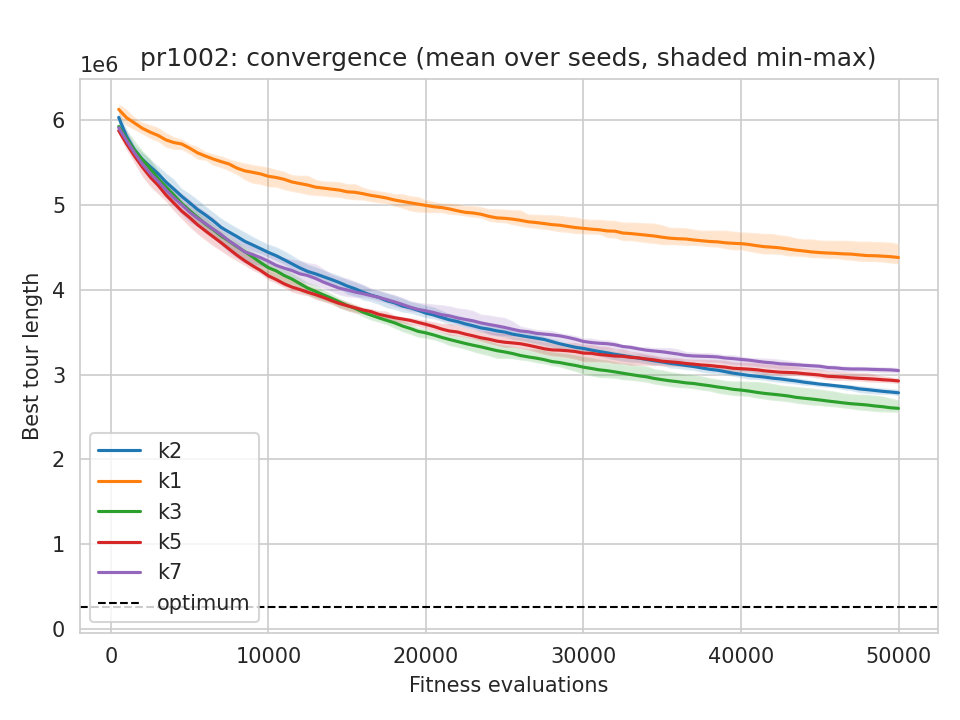 pr1002: convergence (mean over seeds, shaded min-max)
1e6
6
5
4
3
2
1
0
Best tour length
k2
k1
k3
k5
k7
optimum
0 10000 20000 30000 40000 50000
Fitness evaluations